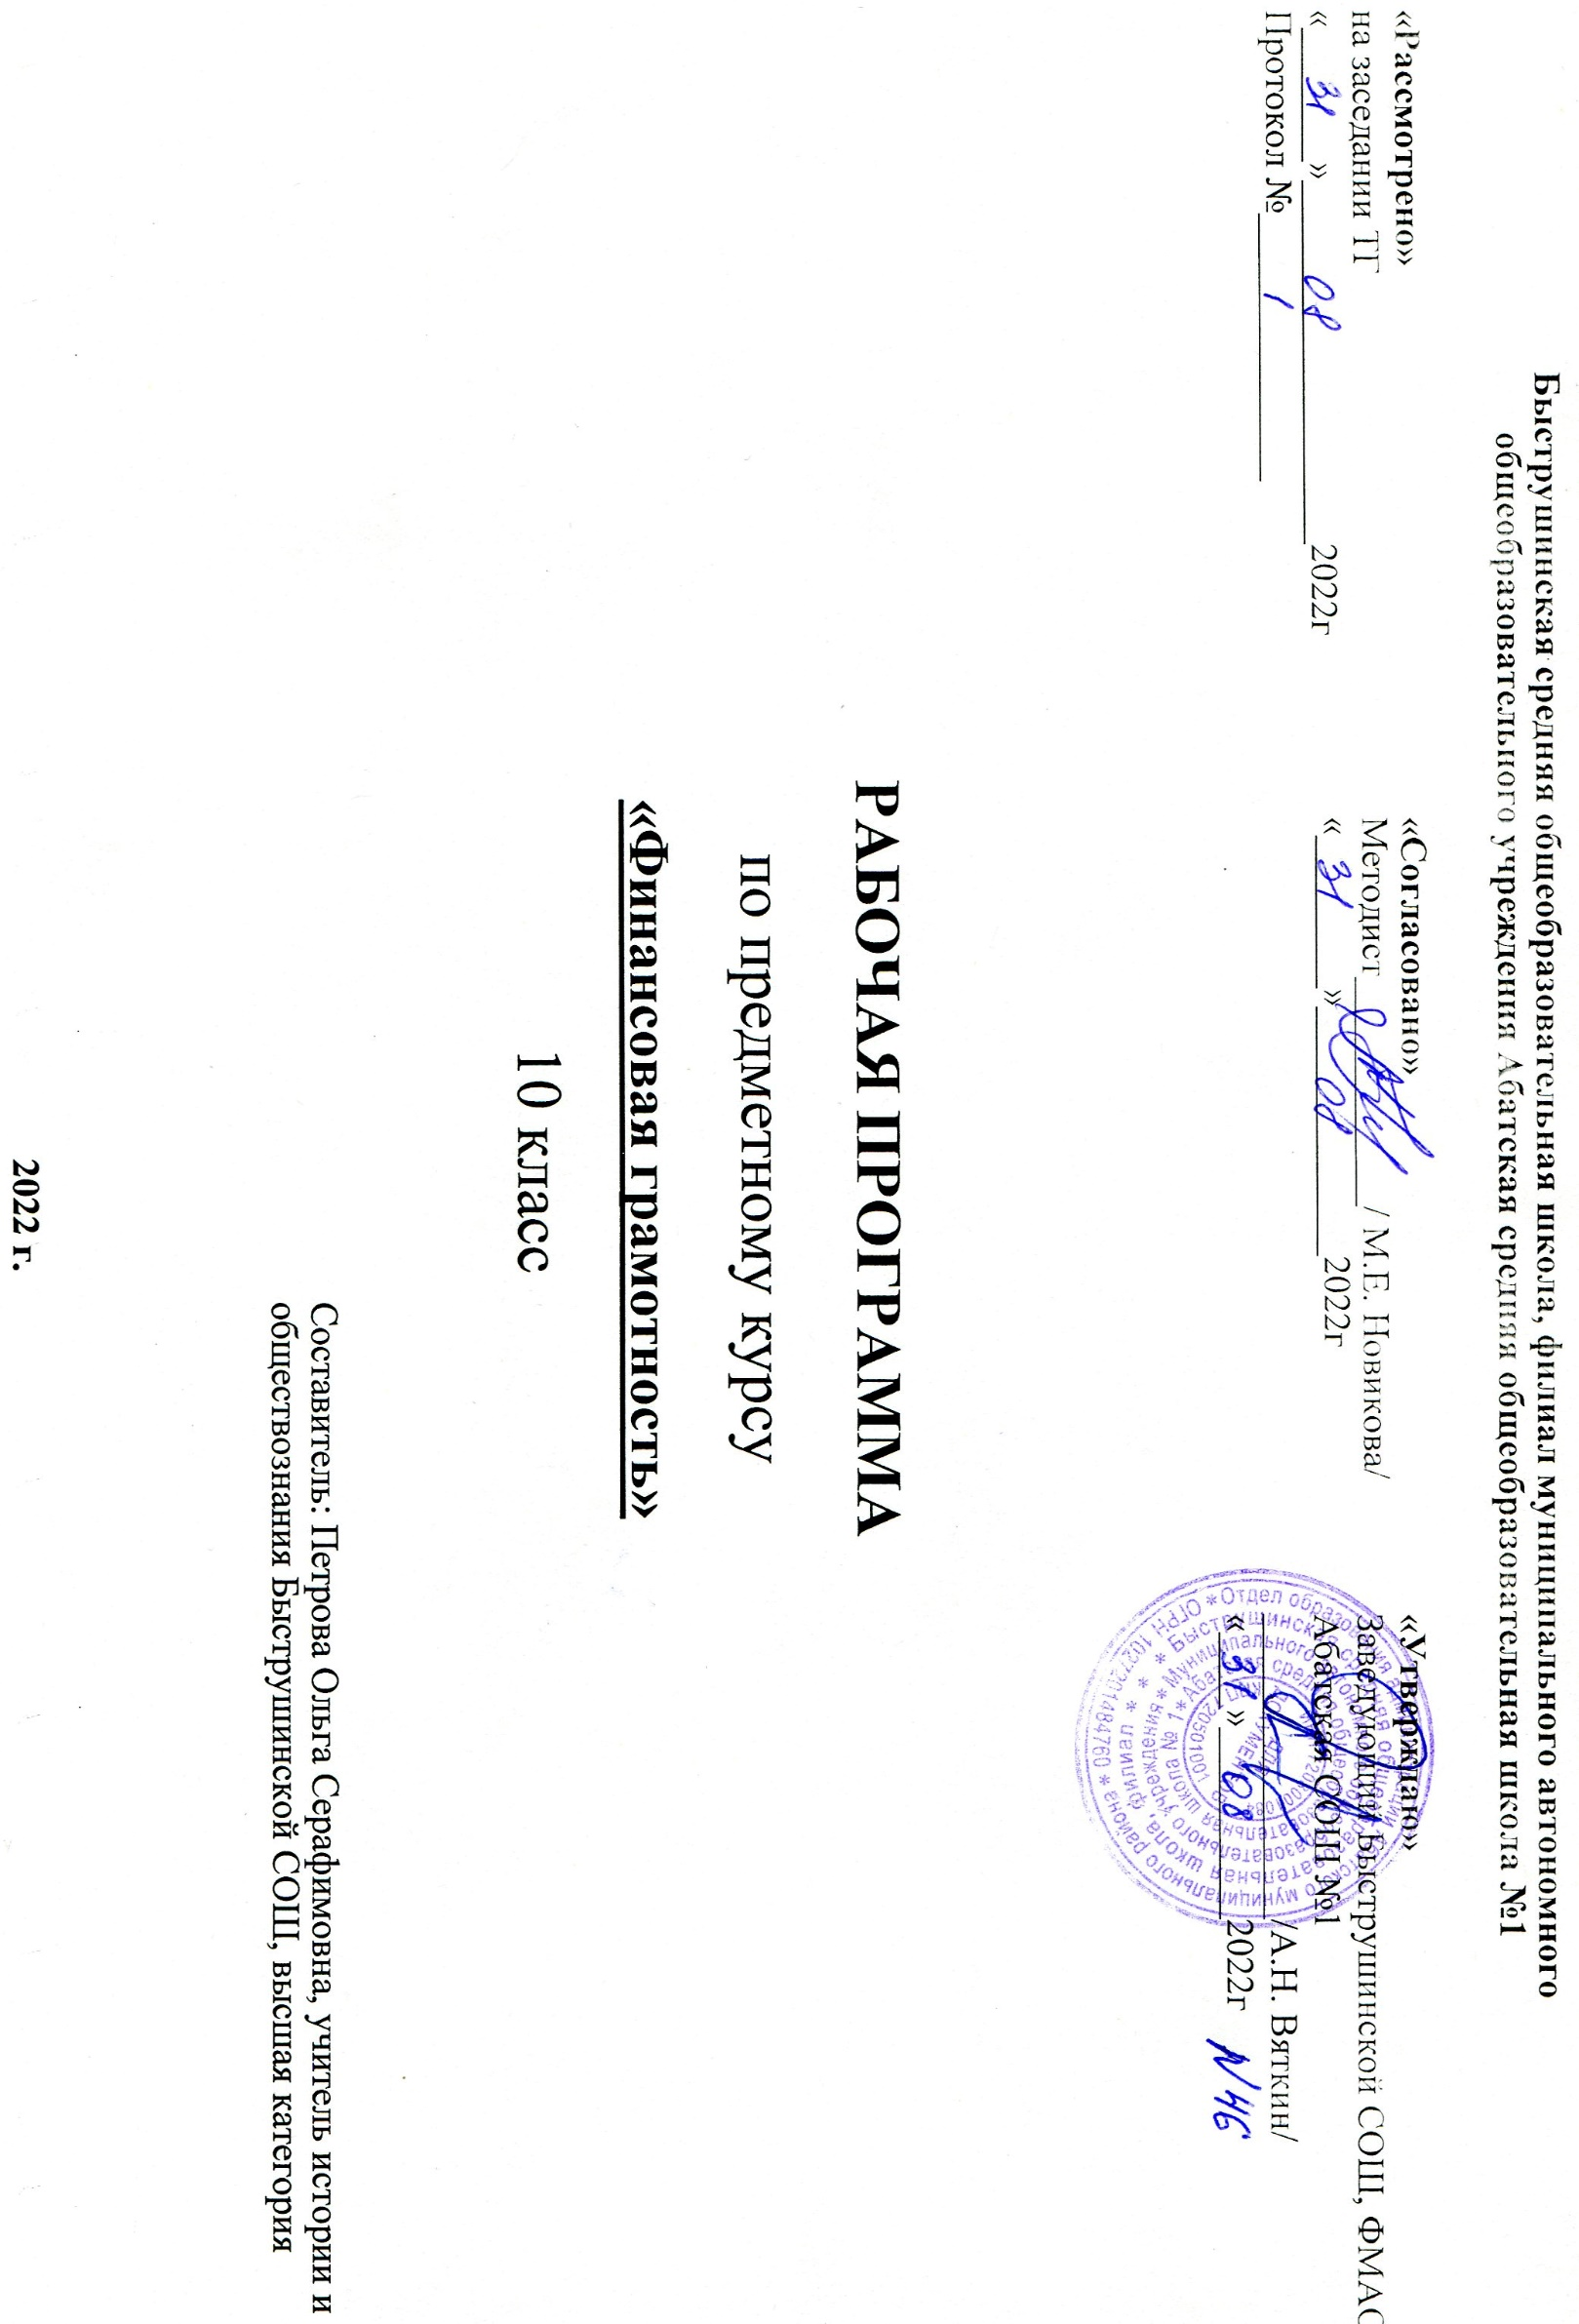 Быструшинская средняя общеобразовательная школа, филиал муниципального автономного
общеобразовательного учреждения Абатская средняя общеобразовательная школа №1
«Рассмотрено»
на заседании ТГ
« 31 » 08 2022г
Протокол № 1
«Согласовано»
Методист / М.Е. Новикова/
« 31 » 08 2022г
«Утверждаю»
Заведующий Быструшинской СОШ, ФМАО
Абатская СОШ №1
/А.Н. Вяткин/
« 31 » 08 2022г N 46
РАБОЧАЯ ПРОГРАММА
по предметному курсу
«Финансовая грамотность»
10 класс
Составитель: Петрова Ольга Серафимовна, учитель истории и
обществознания Быструшинской СОШ, высшая категория
2022 г.